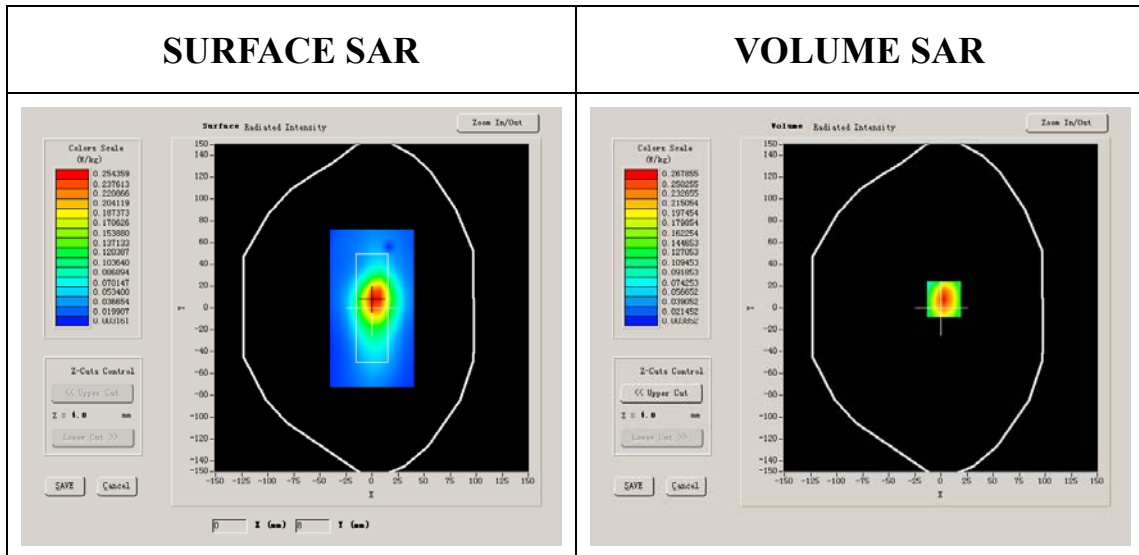 SURFACE SAR
VOLUME SAR
Surface Radiated Intensity
Zoom In/Out
Colors Scale
(W/kg)
0.254359
0.237613
0.220866
0.204119
0.187373
0.170626
0.153880
0.137133
0.120387
0.103640
0.086894
0.070147
0.053400
0.036654
0.019907
0.003161
150
140
120
100
80
60
40
20
0
-20
-40
-60
-80
-100
-120
-140
-150
Y
-150 -125 -100 -75 -50 -25 0 25 50 75 100 125 150
X
Z-Cuts Control
<< Upper Cut
Z = 4.0 mm
Lower Cut >>
SAVE
Cancel
0 X (mm) 8 Y (mm)
Volume Radiated Intensity
Zoom In/Out
Colors Scale
(W/kg)
0.267855
0.250255
0.232655
0.215054
0.197454
0.179854
0.162254
0.144653
0.127053
0.109453
0.091853
0.074253
0.056652
0.039052
0.021452
0.003852
150
140
120
100
80
60
40
20
0
-20
-40
-60
-80
-100
-120
-140
-150
Y
-150 -125 -100 -75 -50 -25 0 25 50 75 100 125 150
X
Z-Cuts Control
<< Upper Cut
Z = 4.0 mm
Lower Cut >>
SAVE
Cancel